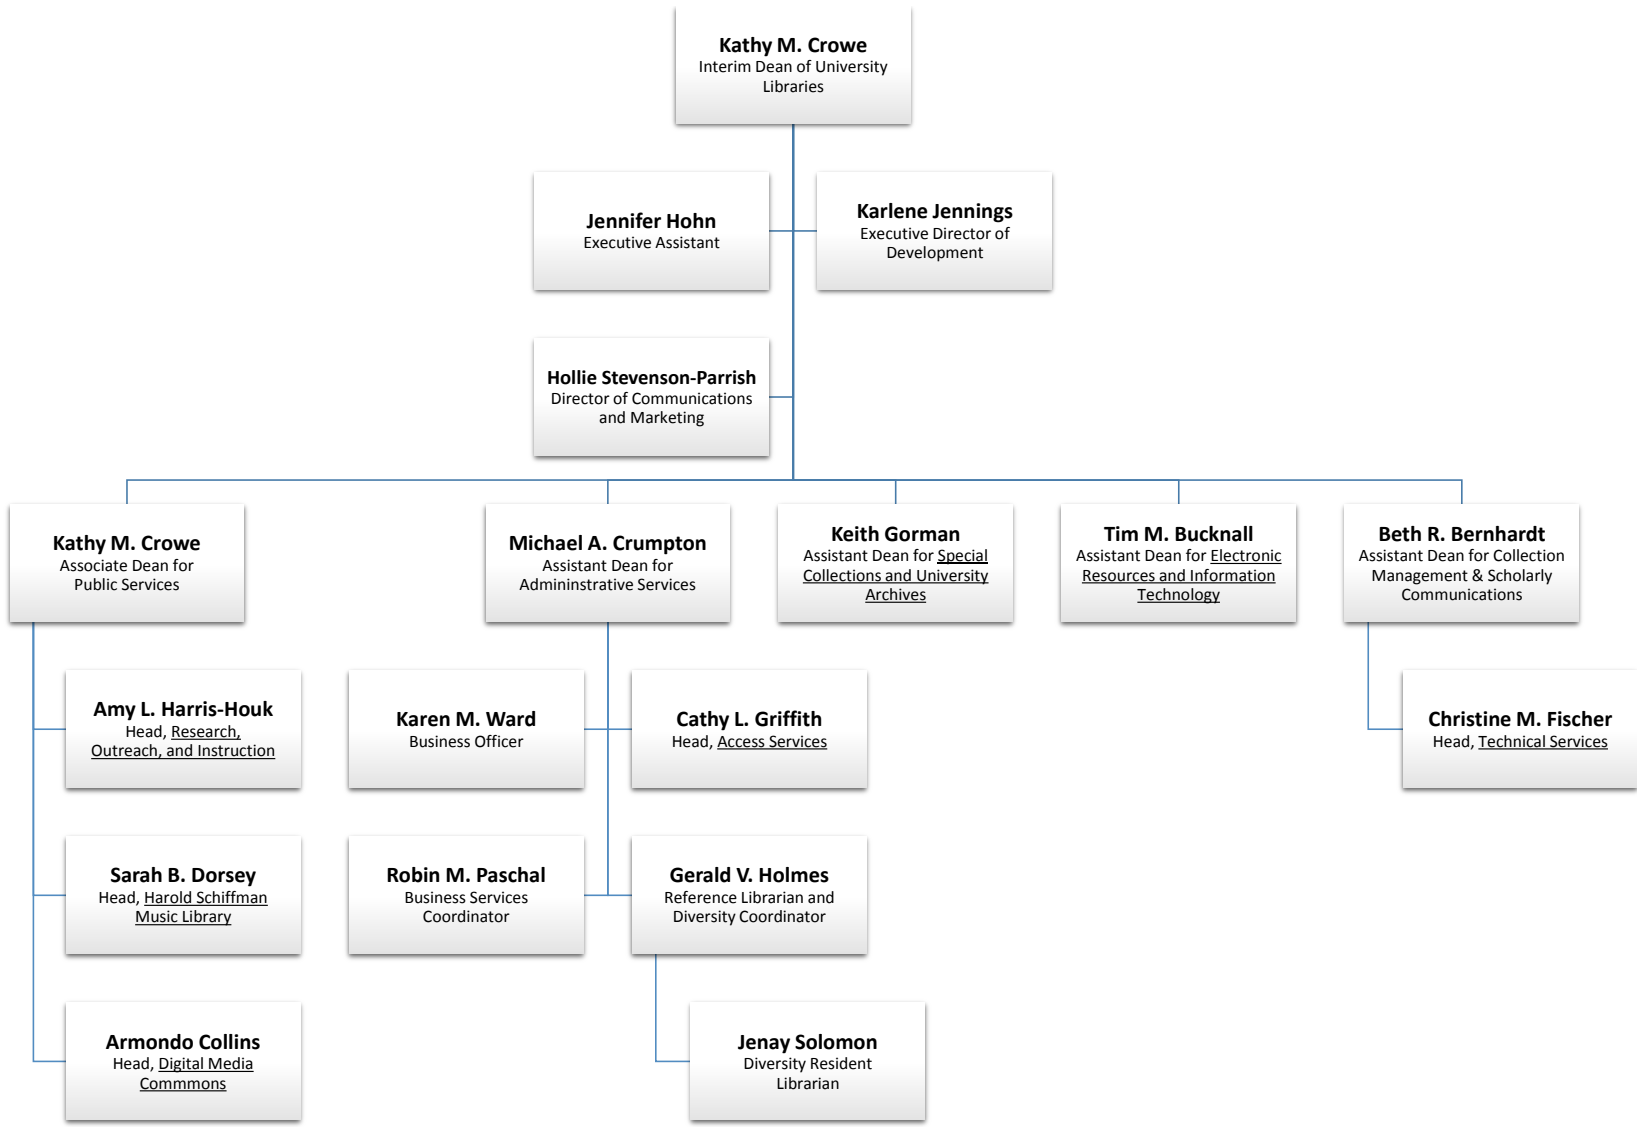 Kathy M. Crowe
Interim Dean of University
Libraries
Jennifer Hohn
Executive Assistant
Karlene Jennings
Executive Director of
Development
Hollie Stevenson-Parrish
Director of Communications
and Marketing
Kathy M. Crowe
Associate Dean for
Public Services
Michael A. Crumpton
Assistant Dean for
Admininstrative Services
Keith Gorman
Assistant Dean for Special
Collections and University
Archives
Tim M. Bucknall
Assistant Dean for Electronic
Resources and Information
Technology
Beth R. Bernhardt
Assistant Dean for Collection
Management & Scholarly
Communications
Amy L. Harris-Houk
Head, Research,
Outreach, and Instruction
Karen M. Ward
Business Officer
Cathy L. Griffith
Head, Access Services
Christine M. Fischer
Head, Technical Services
Sarah B. Dorsey
Head, Harold Schiffman
Music Library
Robin M. Paschal
Business Services
Coordinator
Gerald V. Holmes
Reference Librarian and
Diversity Coordinator
Armondo Collins
Head, Digital Media
Commmons
Jenay Solomon
Diversity Resident
Librarian